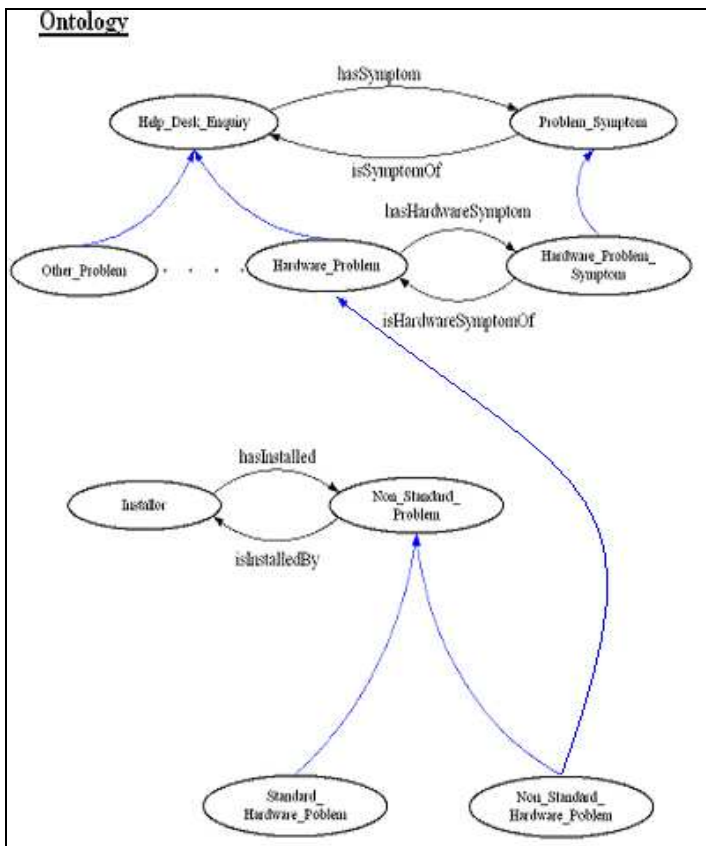 Ontology
hasSymptom
Help_Desk_Enquiry
Problem_Symptom
isSymptomOf
hasHardwareSymptom
Other_Problem
Hardware_Problem
Hardware_Problem_
Symptom
isHardwareSymptomOf
hasInstalled
Installor
Non_Standard_
Problem
isInstalledBy
Standard_
Hardware_Poblem
Non_Standard_
Hardware_Poblem